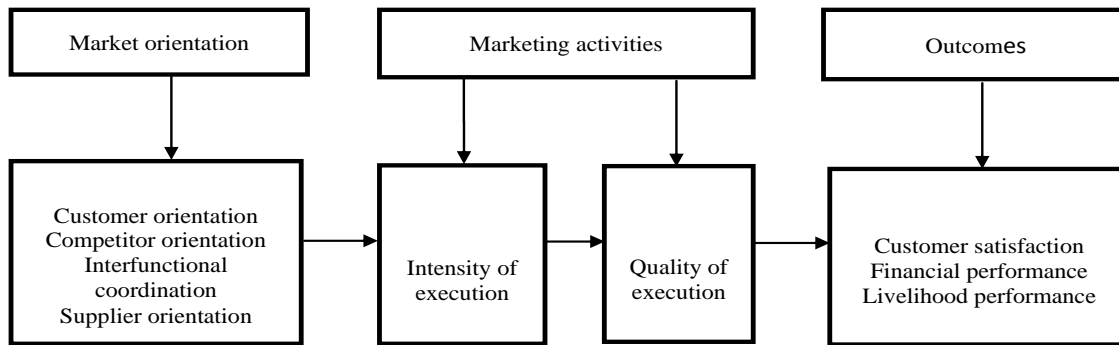 Market orientation
Marketing activities
Outcomes
Customer orientation
Competitor orientation
Interfunctional
coordination
Supplier orientation
Intensity of
execution
Quality of
execution
Customer satisfaction
Financial performance
Livelihood performance